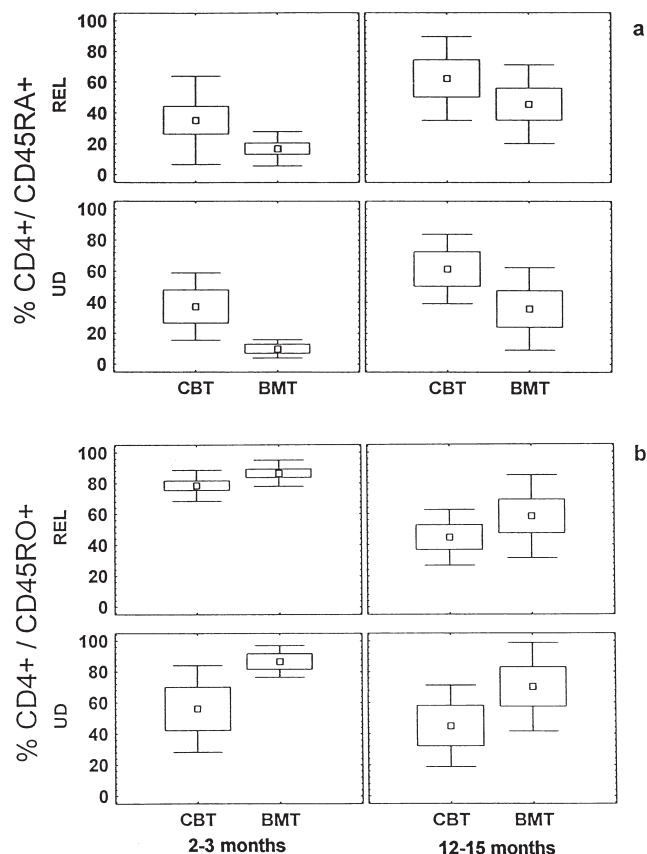 a
% CD4+/ CD45RA+
REL
100
80
60
40
20
0
UD
100
80
60
40
20
0
CBT BMT CBT BMT
b
% CD4+ / CD45RO+
REL
100
80
60
40
20
0
UD
100
80
60
40
20
0
CBT BMT CBT BMT
2-3 months 12-15 months